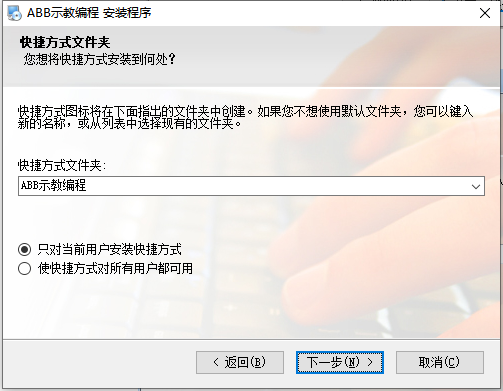 ABB示教编程 安装程序
快捷方式文件夹
您想将快捷方式安装到何处？
快捷方式图标将在下面指出的文件夹中创建。如果您不想使用默认文件夹，您可以键入
新的名称，或从列表中选择现有的文件夹。
快捷方式文件夹:
ABB示教编程
只对当前用户安装快捷方式
使快捷方式对所有用户都可用
< 返回(B)
下一步(N) >
取消(C)